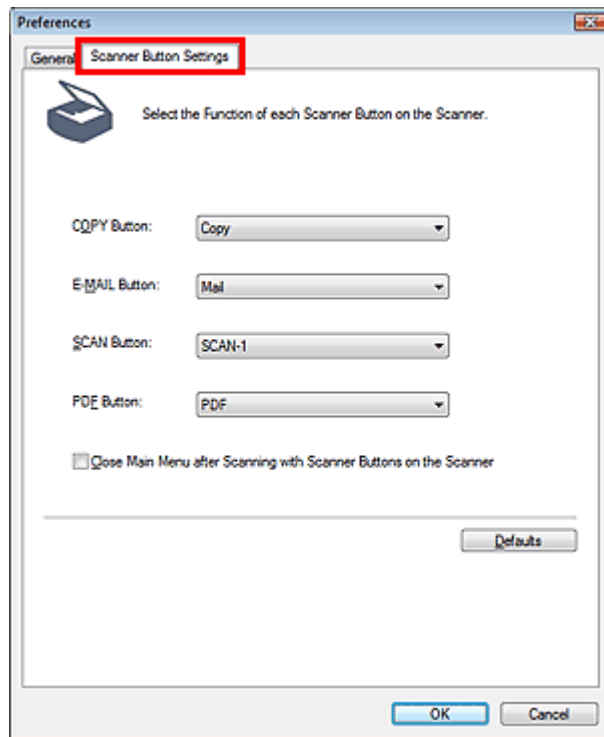 Preferences
General
Scanner Button Settings
Select the Function of each Scanner Button on the Scanner.
COPY Button:
Copy
E-MAIL Button:
Mail
SCAN Button:
SCAN-1
PDF Button:
PDF
Close Main Menu after Scanning with Scanner Buttons on the Scanner
Defaults
OK
Cancel